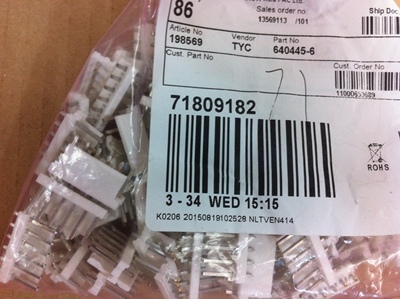 86
Sales order no
13569113 /101
Ship Doc
Article No Vendor Part No
198569 TYC 640445-6
Cust. Part No
Cust. Order No
71
71809182
ROHS
3 - 34 WED 15:15
K0206 20150819102528 NLTVEN414